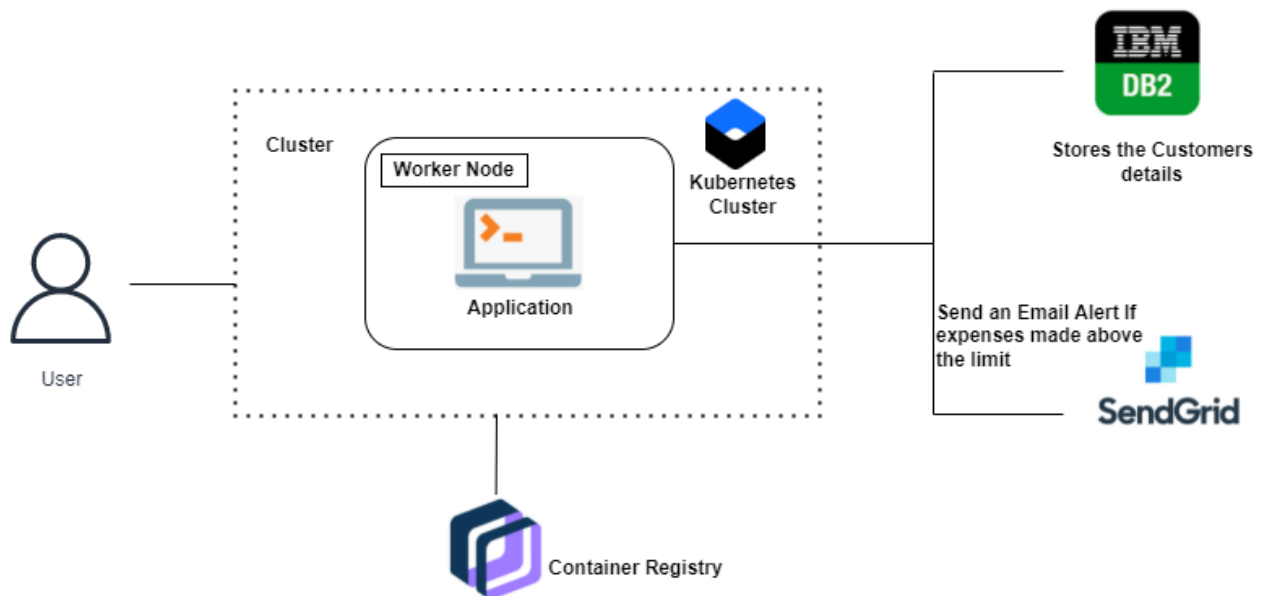 IBM
DB2
Stores the Customers
details
Cluster
Worker Node
Kubernetes
Cluster
Application
User
Send an Email Alert If
expenses made above
the limit
SendGrid
Container Registry